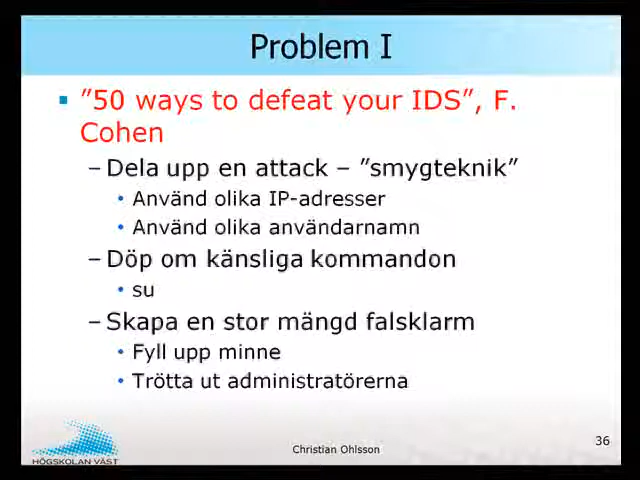 Problem I
”50 ways to defeat your IDS”, F.
Cohen
–Dela upp en attack – ”smygteknik”
• Använd olika IP-adresser
• Använd olika användarnamn
–Döp om känsliga kommandon
• su
–Skapa en stor mängd falsklarm
• Fyll upp minne
• Trötta ut administratörerna
HÖGSKOLAN VÄST
Christian Ohlsson
36